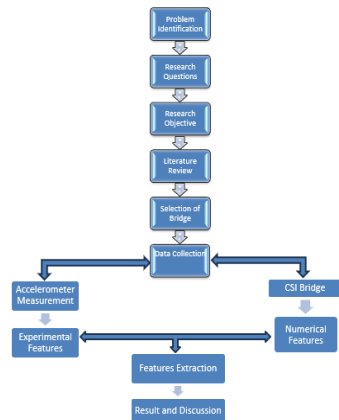 Problem
Identification
Research
Questions
Research
Objective
Literature
Review
Selection of
Bridge
Data Collection
Accelerometer
Measurement
CSI Bridge
Experimental
Features
Numerical
Features
Features Extraction
Result and Discussion